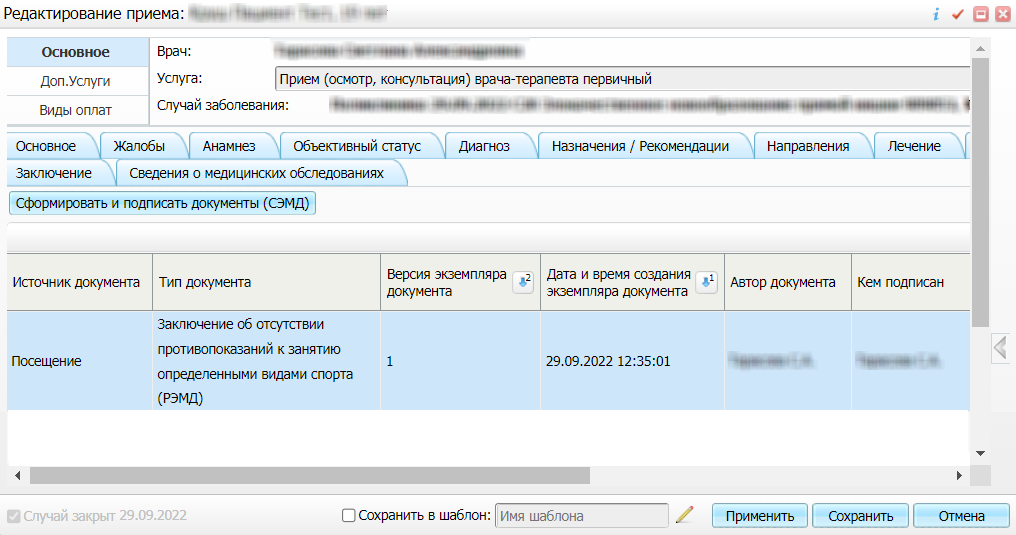 Редактирование приема:
Основное
Доп.Услуги
Виды оплат
Врач:
Услуга: Прием (осмотр, консультация) врача-терапевта первичный
Случай заболевания:
Основное Жалобы Анамнез Объективный статус Диагноз Назначения / Рекомендации Направления Лечение
Заключение Сведения о медицинских обследованиях
Сформировать и подписать документы (СЭМД)
Источник документа
Тип документа
Версия экземпляра
документа
2
Дата и время создания
экземпляра документа
1
Автор документа
Кем подписан
Посещение
Заключение об отсутствии
противопоказаний к занятию
определенными видами спорта
(РЭМД)
1
29.09.2022 12:35:01
Случай закрыт 29.09.2022
Сохранить в шаблон: Имя шаблона
Применить Сохранить Отмена